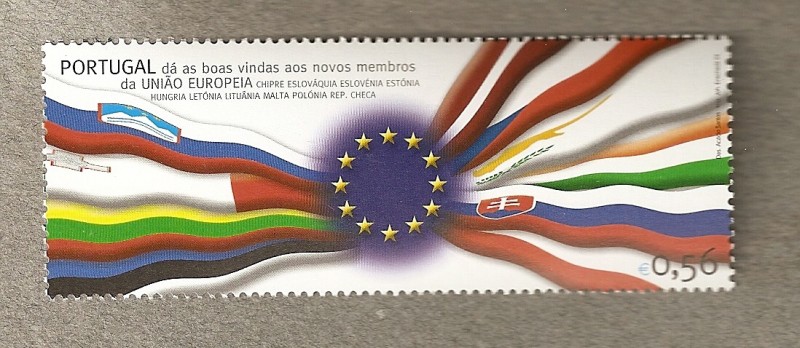 PORTUGAL dá as boas vindas aos novos membros
da UNIÃO EUROPEIA CHIPRE ESLOVÁQUIA ESLOVÉNIA ESTÓNIA
HUNGRIA LETÓNIA LITUÂNIA MALTA POLÓNIA REP. CHECA
€0,56